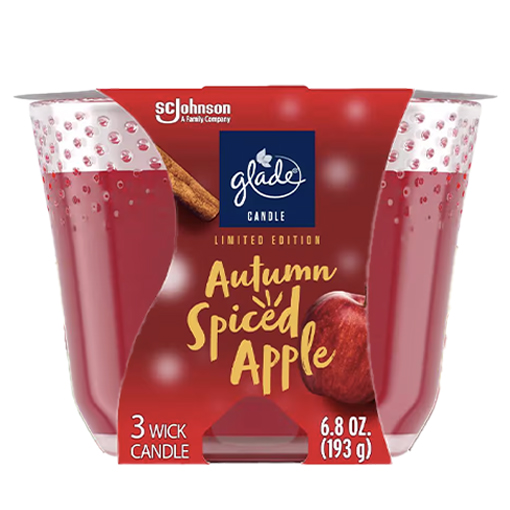 SC Johnson
A Family Company
glade
CANDLE
LIMITED EDITION
Autumn
Spiced
Apple
3 WICK
CANDLE
6.8 OZ.
(193 g)